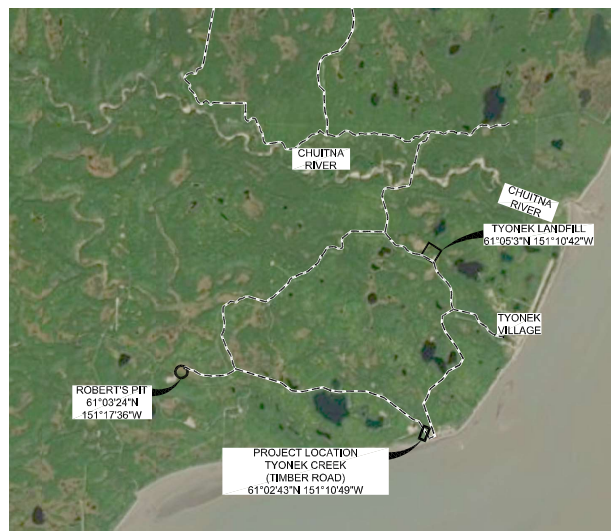 CHUITNA
RIVER
CHUITNA
RIVER
TYONEK LANDFILL
61°05'3"N 151°10'42"W
TYONEK
VILLAGE
ROBERT'S PIT
61°03'24"N
151°17'36"W
PROJECT LOCATION
TYONEK CREEK
(TIMBER ROAD)
61°02'43"N 151°10'49"W